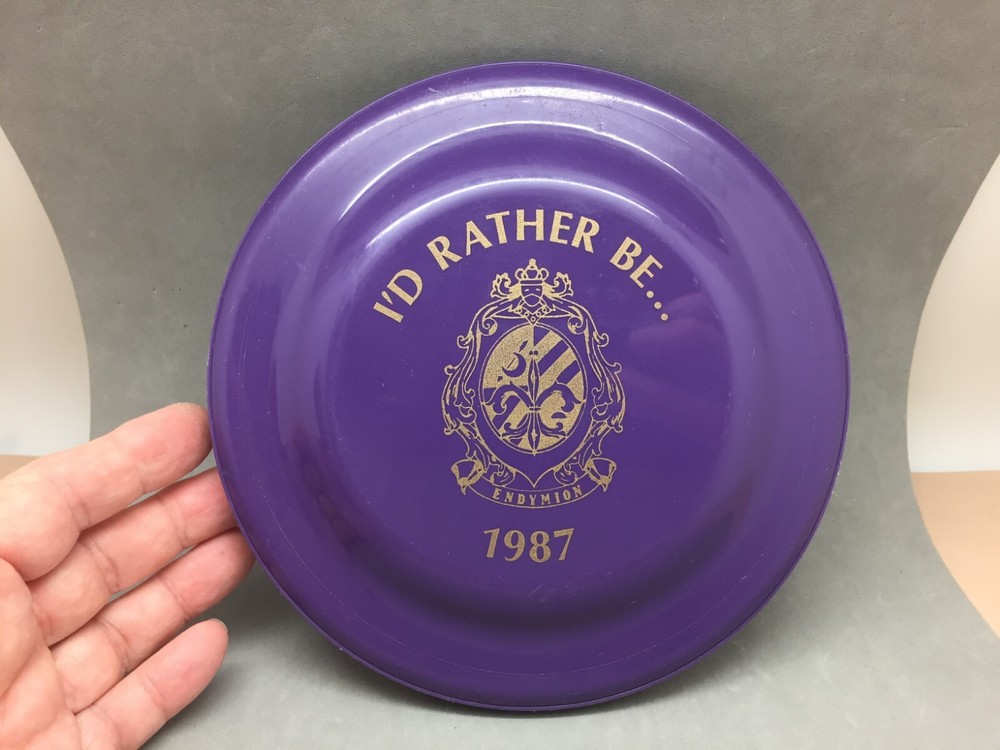 I'D RATHER BE...
ENDYMION
1987